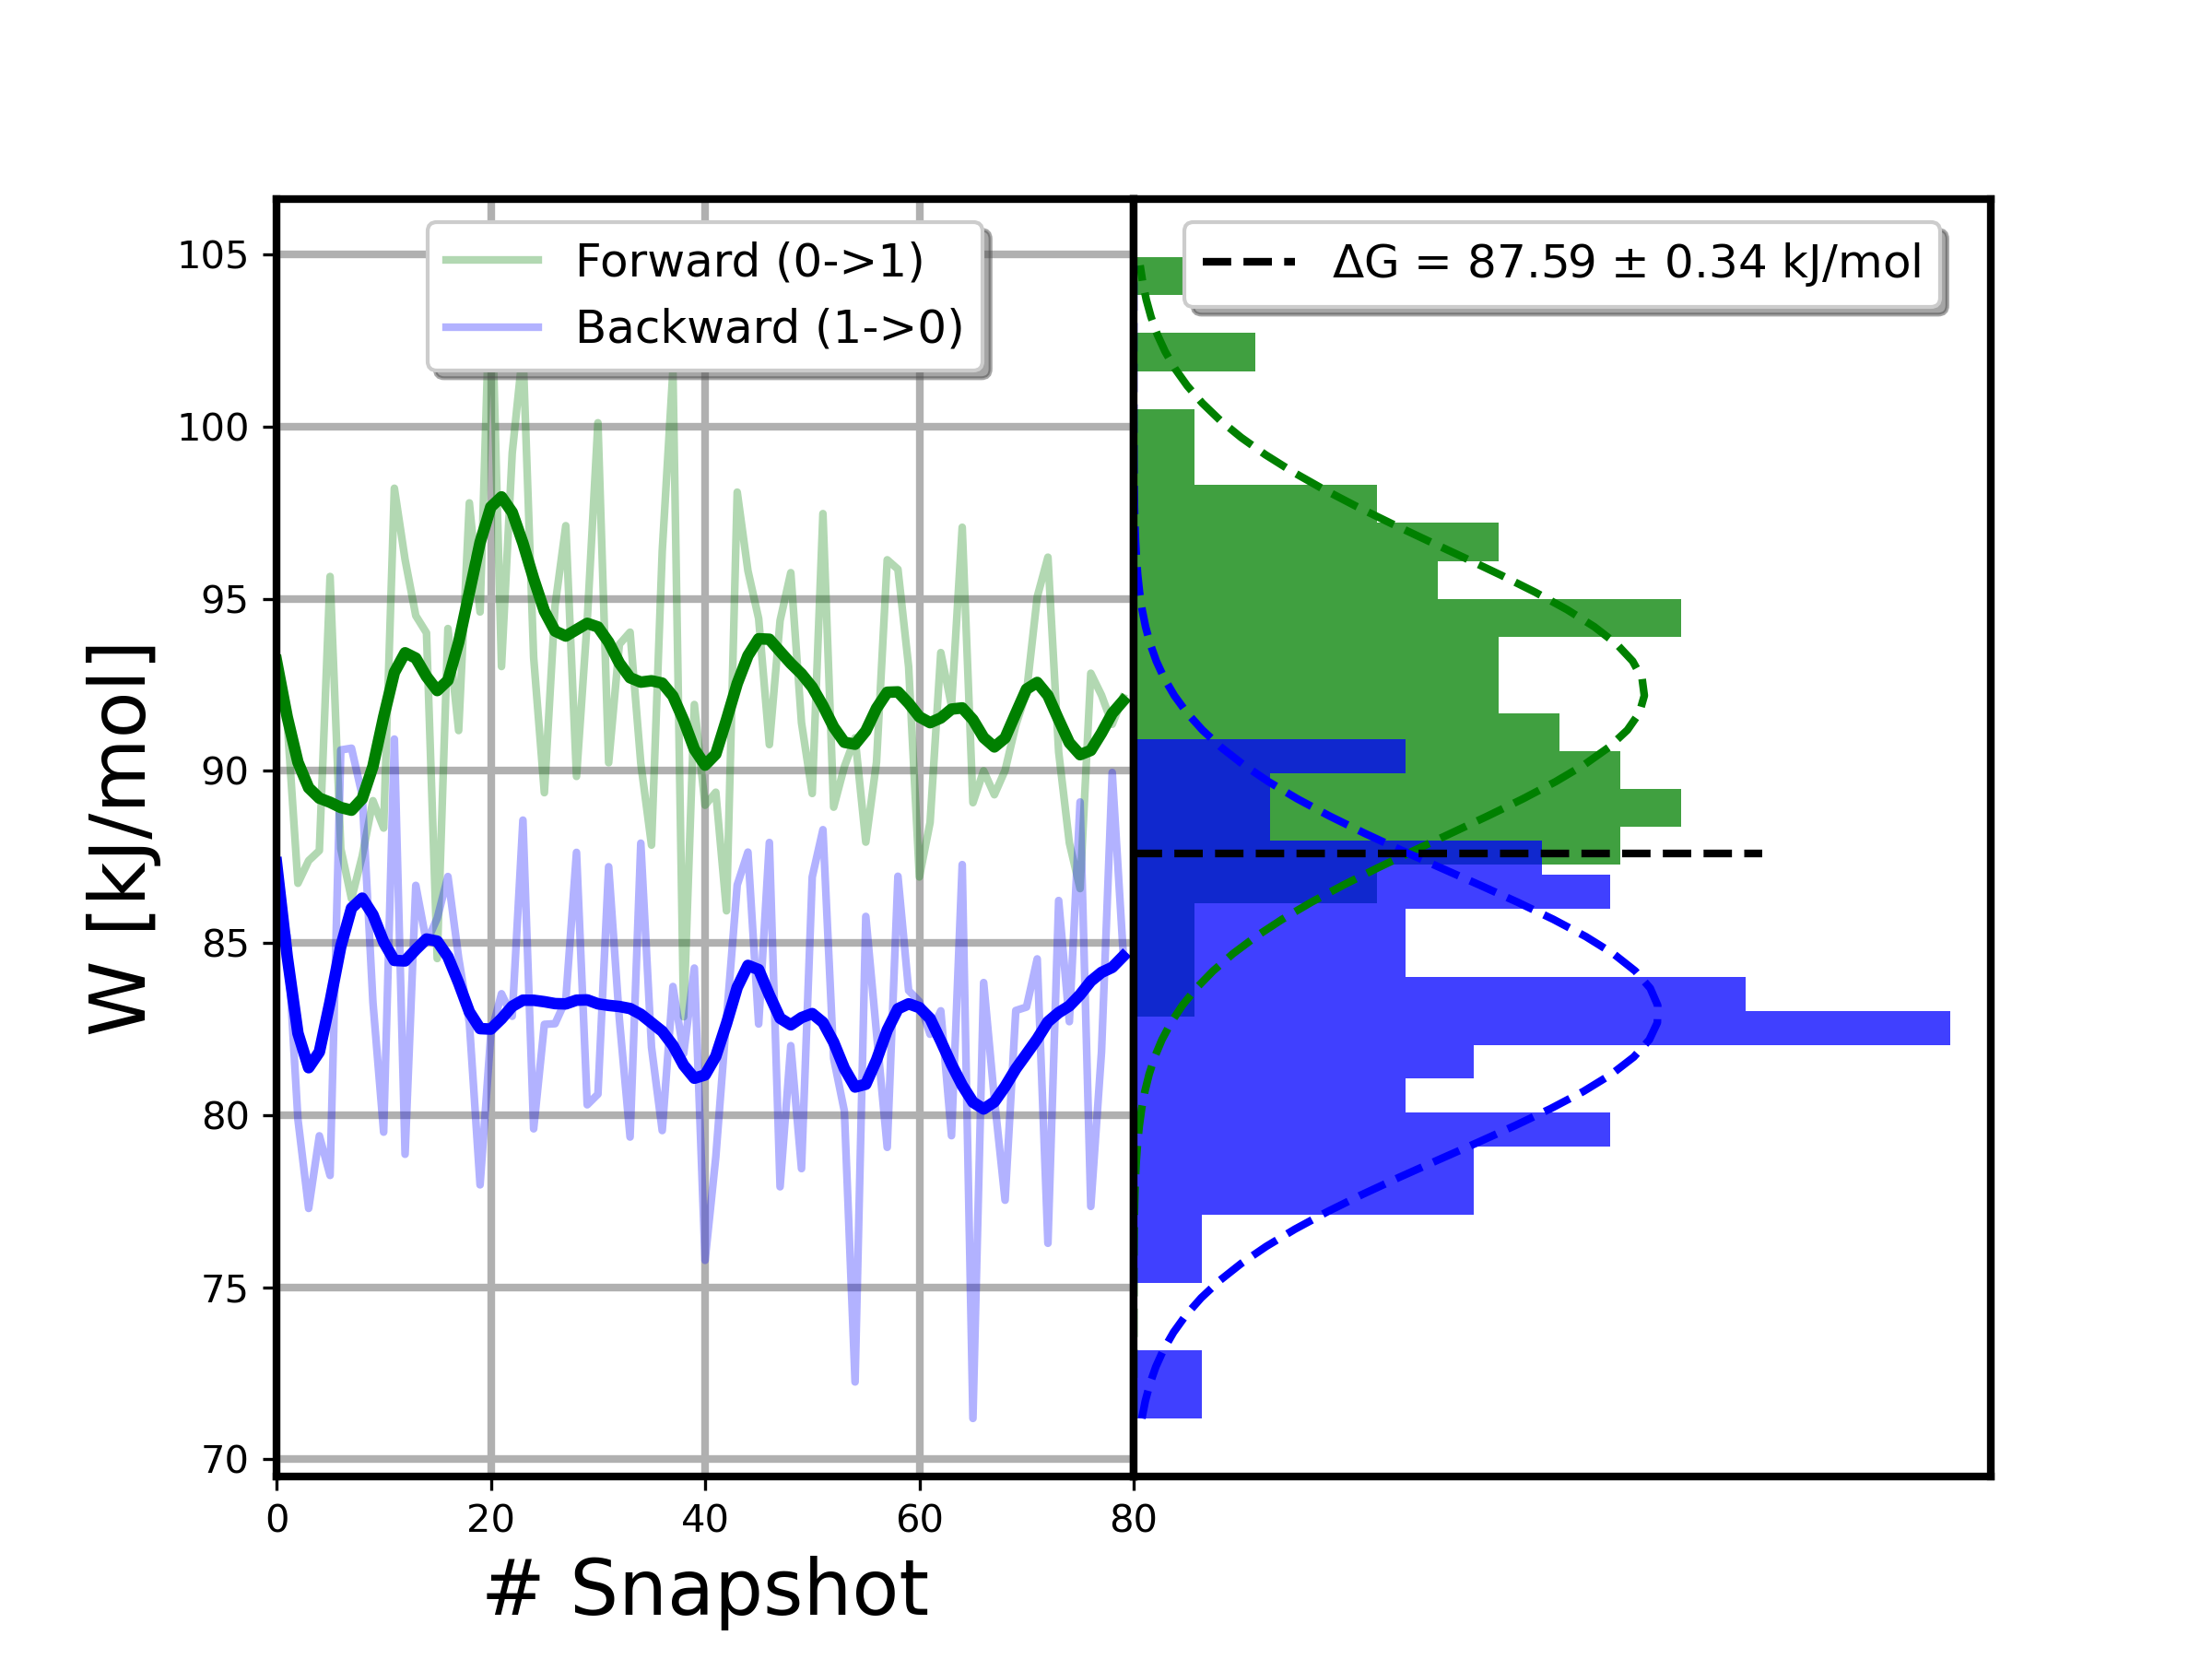 Forward (0->1)
Backward (1->0)
ΔG = 87.59 ± 0.34 kJ/mol
W [kJ/mol]
105
100
95
90
85
80
75
70
0 20 40 60 80
# Snapshot